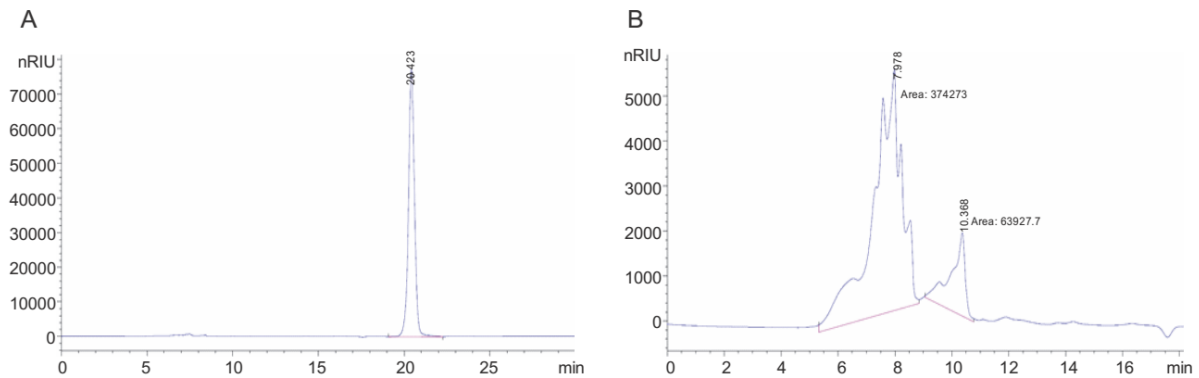 A
nRIU
20.423
70000
60000
50000
40000
30000
20000
10000
0
0 5 10 15 20 25 min
B
nRIU
7.978
Area: 374273
10.368
Area: 63927.7
5000
4000
3000
2000
1000
0
0 2 4 6 8 10 12 14 16 min